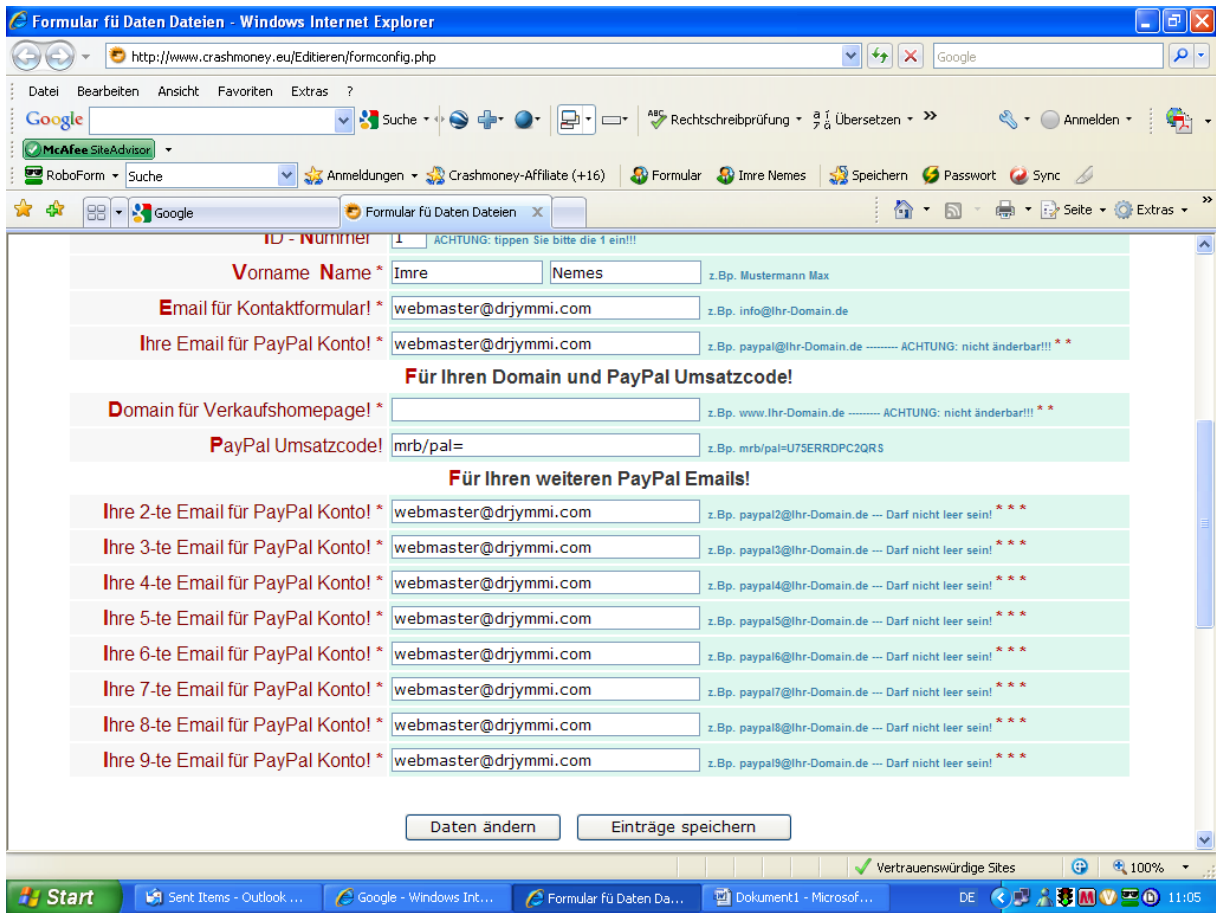 Formular fü Daten Dateien - Windows Internet Explorer
http://www.crashmoney.eu/Editieren/formconfig.php
Google
Datei Bearbeiten Ansicht Favoriten Extras ?
Google Suche Rechtschreibprüfung Übersetzen >> Anmelden
McAfee SiteAdvisor
RoboForm Suche Anmeldungen Crashmoney-Affiliate (+16) Formular Imre Nemes Speichern Passwort Sync
Google Formular fü Daten Dateien X Seite Extras >>
ID - Nummer 1 ACHTUNG: tippen Sie bitte die 1 ein!!!
Vorname Name * Imre Nemes z.Bp. Mustermann Max
Email für Kontaktformular! * webmaster@drjymmi.com z.Bp. info@Ihr-Domain.de
Ihre Email für PayPal Konto! * webmaster@drjymmi.com z.Bp. paypal@Ihr-Domain.de --------- ACHTUNG: nicht änderbar!!! * *
Für Ihren Domain und PayPal Umsatzcode!
Domain für Verkaufshomepage! * z.Bp. www.Ihr-Domain.de --------- ACHTUNG: nicht änderbar!!! * *
PayPal Umsatzcode! mrb/pal= z.Bp. mrb/pal=U75ERRDPC2QRS
Für Ihren weiteren PayPal Emails!
Ihre 2-te Email für PayPal Konto! * webmaster@drjymmi.com z.Bp. paypal2@Ihr-Domain.de --- Darf nicht leer sein! * * *
Ihre 3-te Email für PayPal Konto! * webmaster@drjymmi.com z.Bp. paypal3@Ihr-Domain.de --- Darf nicht leer sein! * * *
Ihre 4-te Email für PayPal Konto! * webmaster@drjymmi.com z.Bp. paypal4@Ihr-Domain.de --- Darf nicht leer sein! * * *
Ihre 5-te Email für PayPal Konto! * webmaster@drjymmi.com z.Bp. paypal5@Ihr-Domain.de --- Darf nicht leer sein! * * *
Ihre 6-te Email für PayPal Konto! * webmaster@drjymmi.com z.Bp. paypal6@Ihr-Domain.de --- Darf nicht leer sein! * * *
Ihre 7-te Email für PayPal Konto! * webmaster@drjymmi.com z.Bp. paypal7@Ihr-Domain.de --- Darf nicht leer sein! * * *
Ihre 8-te Email für PayPal Konto! * webmaster@drjymmi.com z.Bp. paypal8@Ihr-Domain.de --- Darf nicht leer sein! * * *
Ihre 9-te Email für PayPal Konto! * webmaster@drjymmi.com z.Bp. paypal9@Ihr-Domain.de --- Darf nicht leer sein! * * *
Daten ändern Einträge speichern
Vertrauenswürdige Sites 100%
Start Sent Items - Outlook ... Google - Windows Int... Formular fü Daten Da... Dokument1 - Microsof... DE 11:05